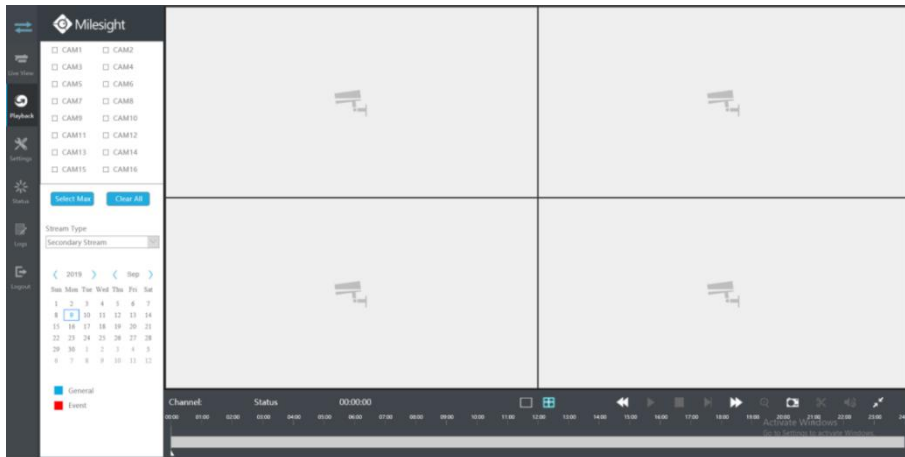 Milesight
CAM1 CAM2
CAM3 CAM4
CAM5 CAM6
CAM7 CAM8
CAM9 CAM10
CAM11 CAM12
CAM13 CAM14
CAM15 CAM16
Live View
Playback
Settings
Status
Logs
Logout
Select Max Clear All
Stream Type
Secondary Stream
2019 Sep
Sun Mon Tue Wed Thu Fri Sat
1 2 3 4 5 6 7
8 9 10 11 12 13 14
15 16 17 18 19 20 21
22 23 24 25 26 27 28
29 30 1 2 3 4 5
6 7 8 9 10 11 12
General
Event
Channel: Status 00:00:00
00:00 01:00 02:00 03:00 04:00 05:00 06:00 07:00 08:00 09:00 10:00 11:00 12:00 13:00 14:00 15:00 16:00 17:00 18:00 19:00 20:00 21:00 22:00 23:00 24
Activate Windows
Go to Settings to activate Windows.